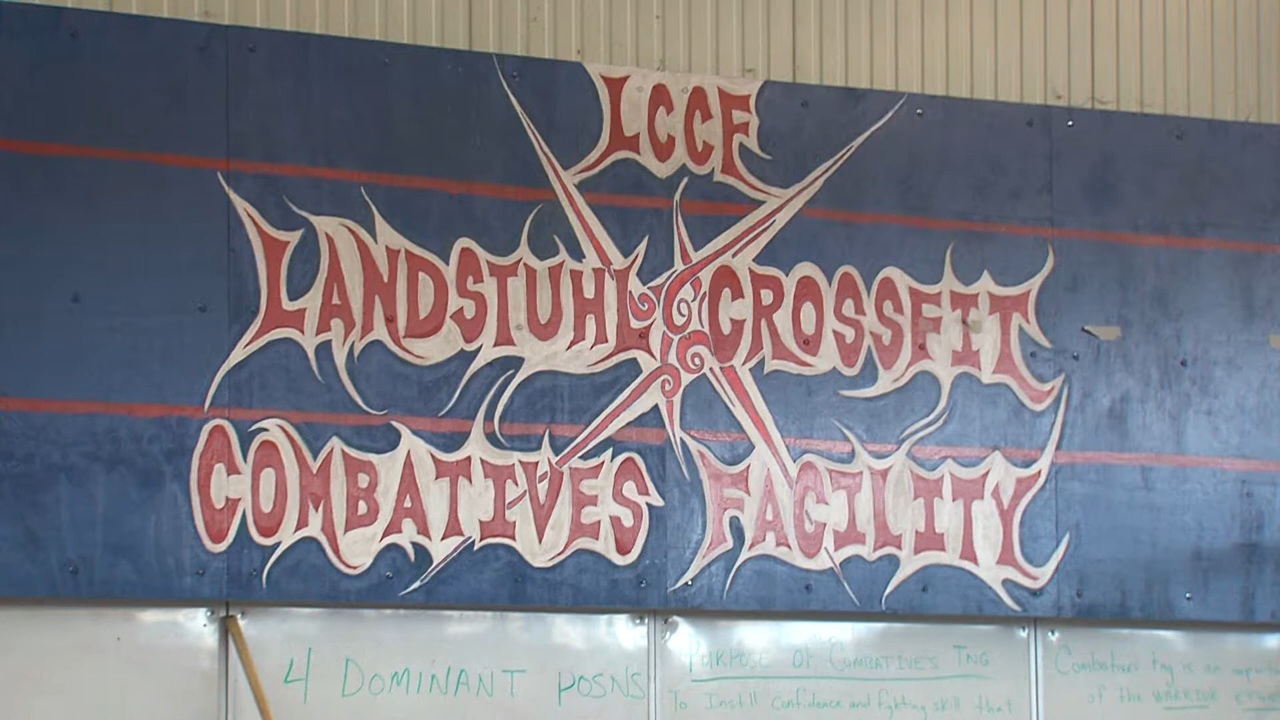 LCCF
LANDSTUHL CROSSFIT
COMBATIVES FACILITY
4 DOMINANT POSNS
PURPOSE OF COMBATIVES TNG
To Instill confidence and fighting skill that
Combatives tng is an
of the WARRIOR